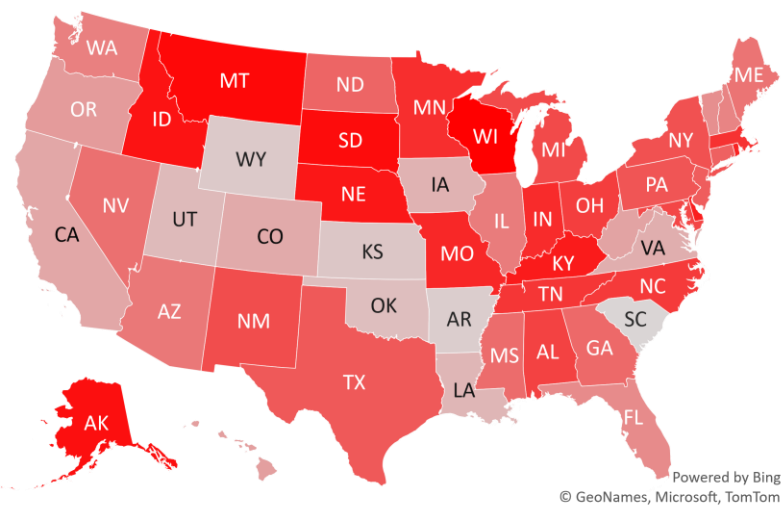 WA
MT
ND
MN
ME
OR
ID
SD
WI
MI
NY
WY
NE
IA
PA
NV
UT
CO
KS
MO
IL
IN
OH
VA
CA
KY
NC
AZ
NM
OK
AR
TN
SC
TX
LA
MS
AL
GA
AK
FL
Powered by Bing
© GeoNames, Microsoft, TomTom